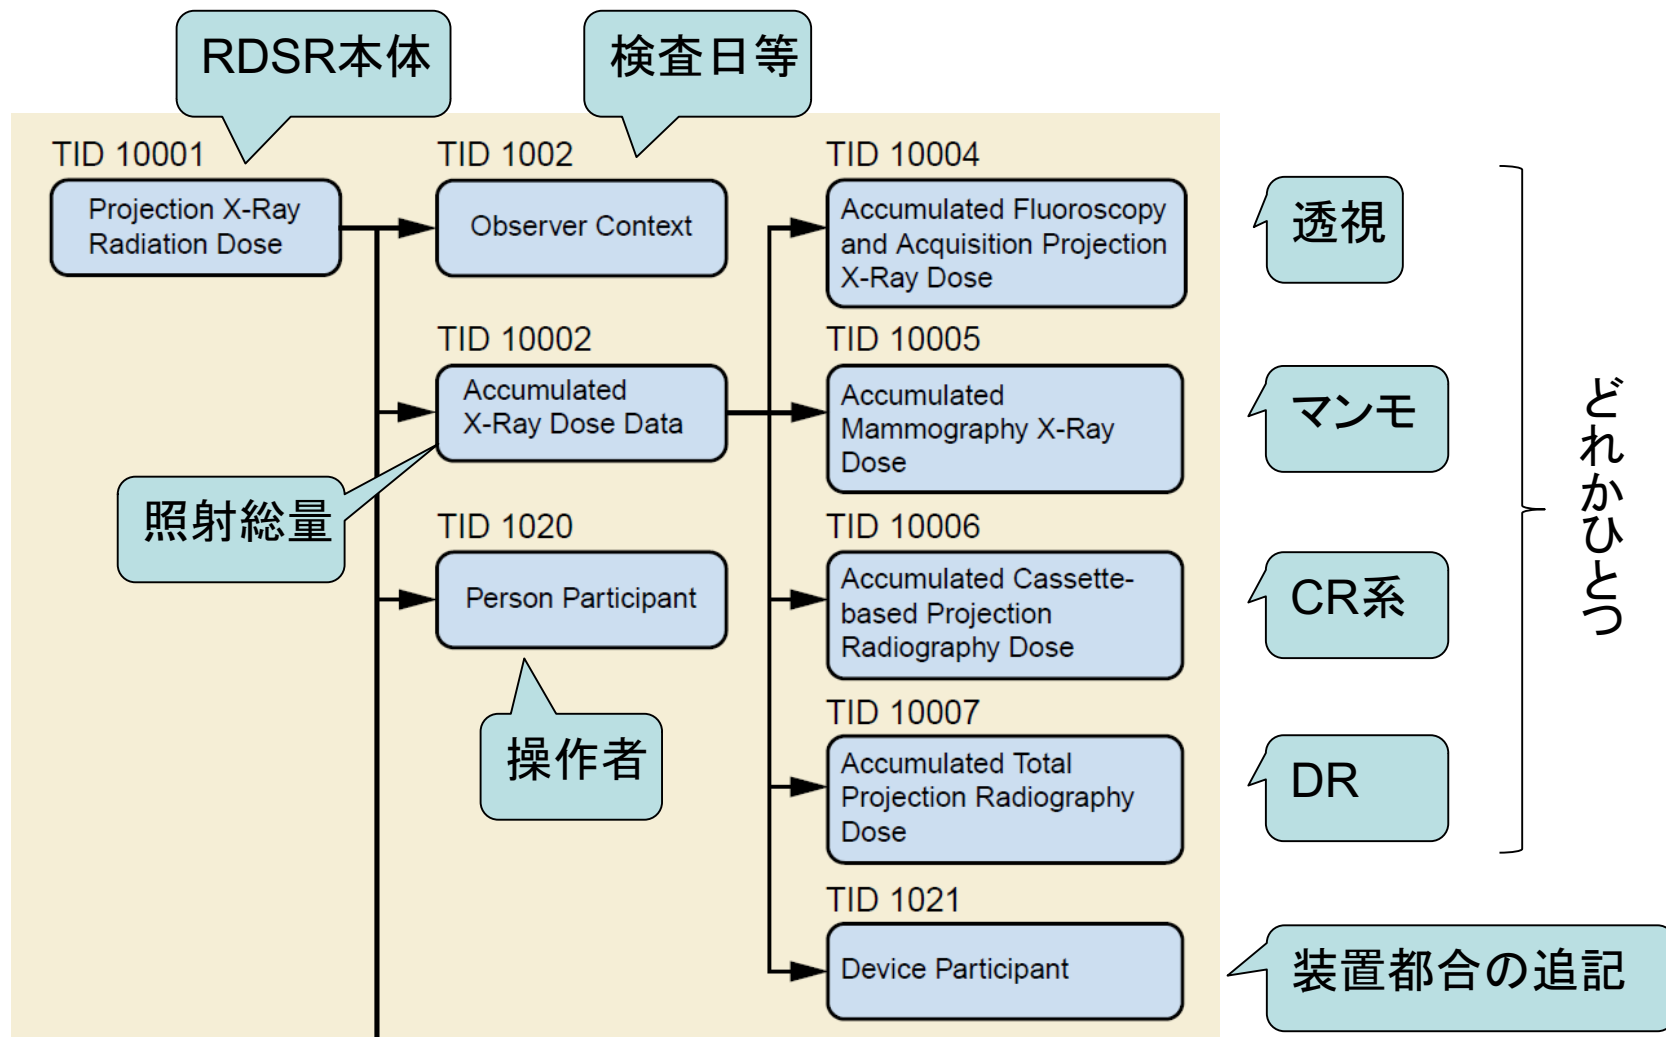 RDSR本体
検査日等
TID 10001
Projection X-Ray
Radiation Dose
TID 1002
Observer Context
TID 10004
Accumulated Fluoroscopy
and Acquisition Projection
X-Ray Dose
透視
TID 10002
Accumulated
X-Ray Dose Data
TID 10005
Accumulated
Mammography X-Ray
Dose
マンモ
どれかひとつ
照射総量
TID 1020
Person Participant
TID 10006
Accumulated Cassette-
based Projection
Radiography Dose
CR系
操作者
TID 10007
Accumulated Total
Projection Radiography
Dose
DR
TID 1021
Device Participant
装置都合の追記